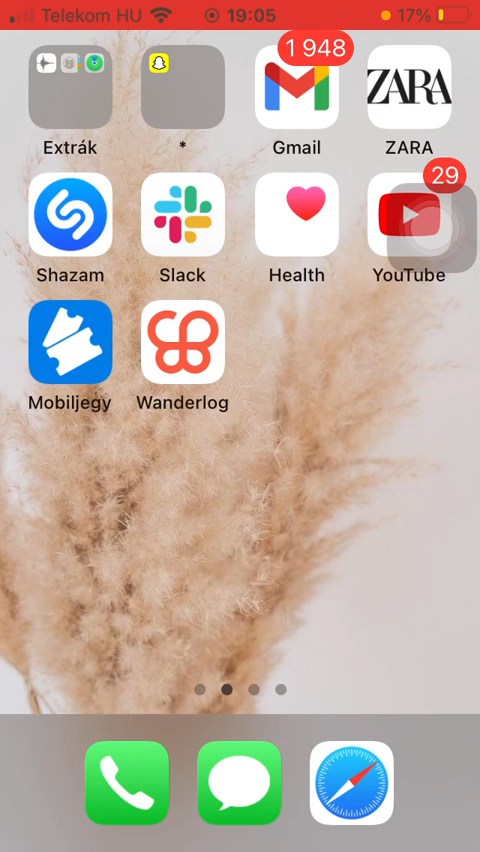 Telekom HU 19:05 17%
1 948
ZARA
Extrák * Gmail ZARA
29
Shazam Slack Health YouTube
Mobiljegy Wanderlog